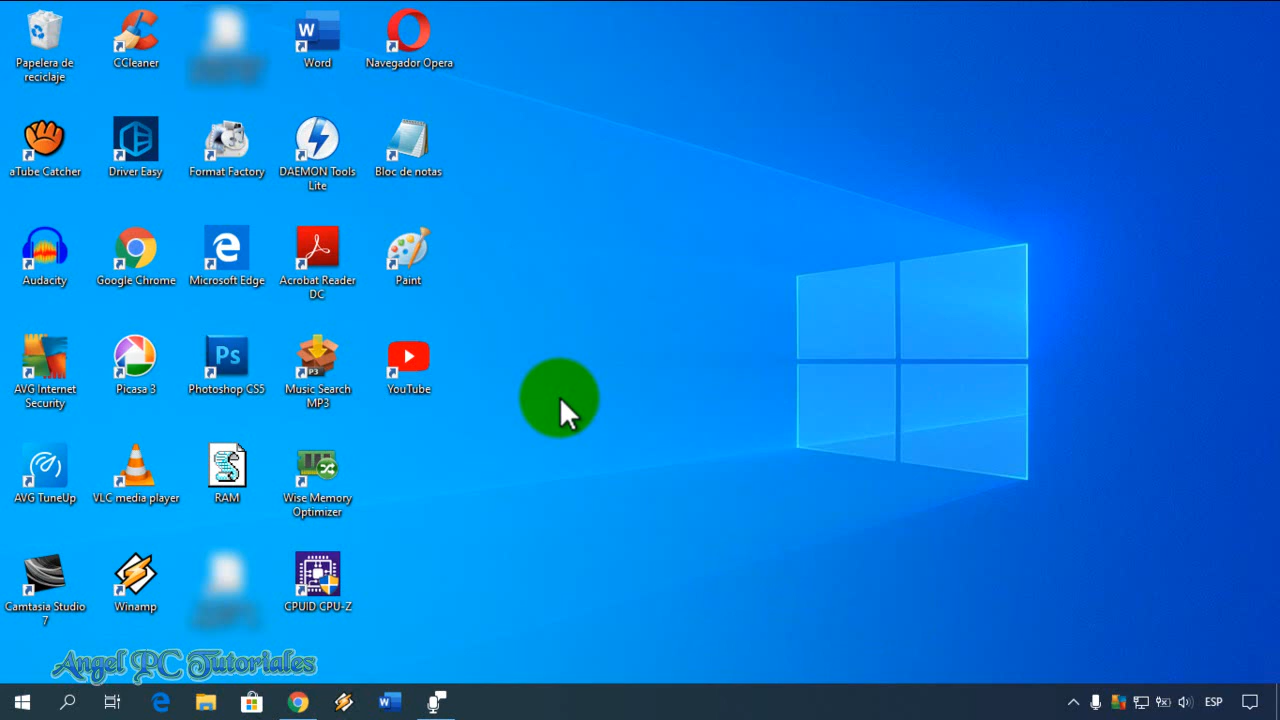 Papelera de
reciclaje
CCleaner
Word
Navegador Opera
aTube Catcher
Driver Easy
Format Factory
DAEMON Tools
Lite
Bloc de notas
Audacity
Google Chrome
Microsoft Edge
Acrobat Reader
DC
Paint
AVG Internet
Security
Picasa 3
Ps
Photoshop CS5
P3
Music Search
MP3
YouTube
AVG TuneUp
VLC media player
RAM
Wise Memory
Optimizer
Camtasia Studio
7
Winamp
CPUID CPU-Z
Angel PC Tutoriales
ESP